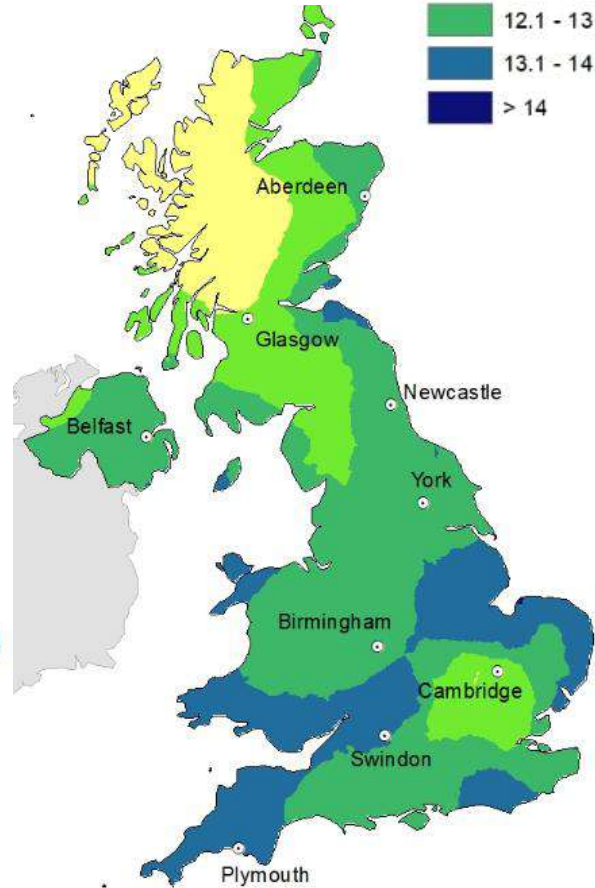 12.1 - 13
13.1 - 14
> 14
Aberdeen
Glasgow
Newcastle
Belfast
York
Birmingham
Cambridge
Swindon
Plymouth